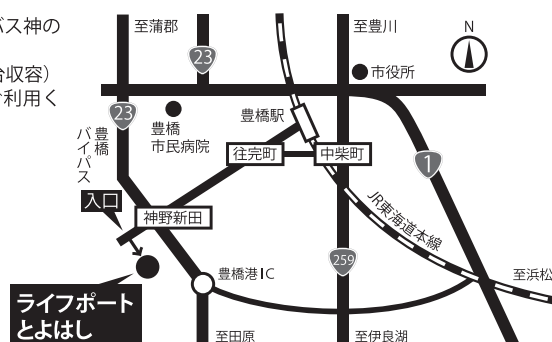 バス神の
台収容）
利用く
至蒲郡
23
至豊川
N
市役所
23
豊橋
市民病院
豊橋駅
豊橋
バイパス
往完町
中柴町
1
入口
神野新田
JR東海道本線
259
豊橋港IC
至浜松
ライフポート
とよはし
至田原
至伊良湖